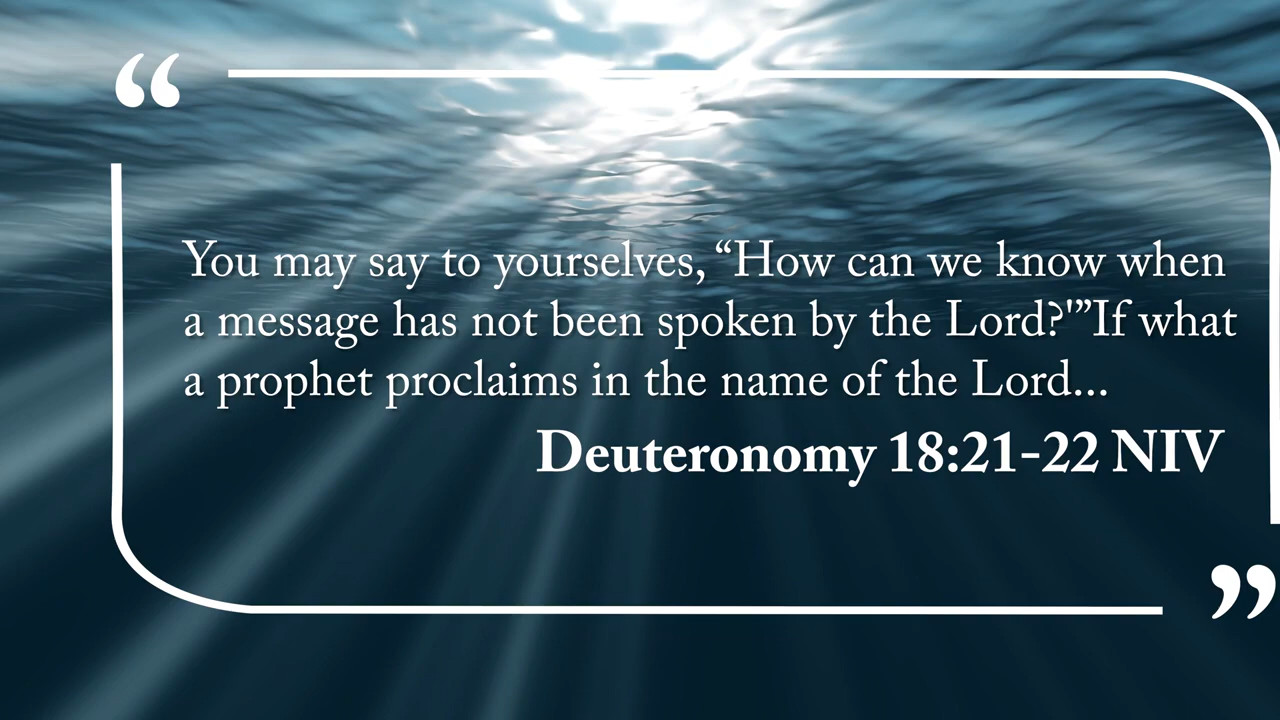 “
You may say to yourselves, “How can we know when
a message has not been spoken by the Lord?'”If what
a prophet proclaims in the name of the Lord...
Deuteronomy 18:21-22 NIV
”